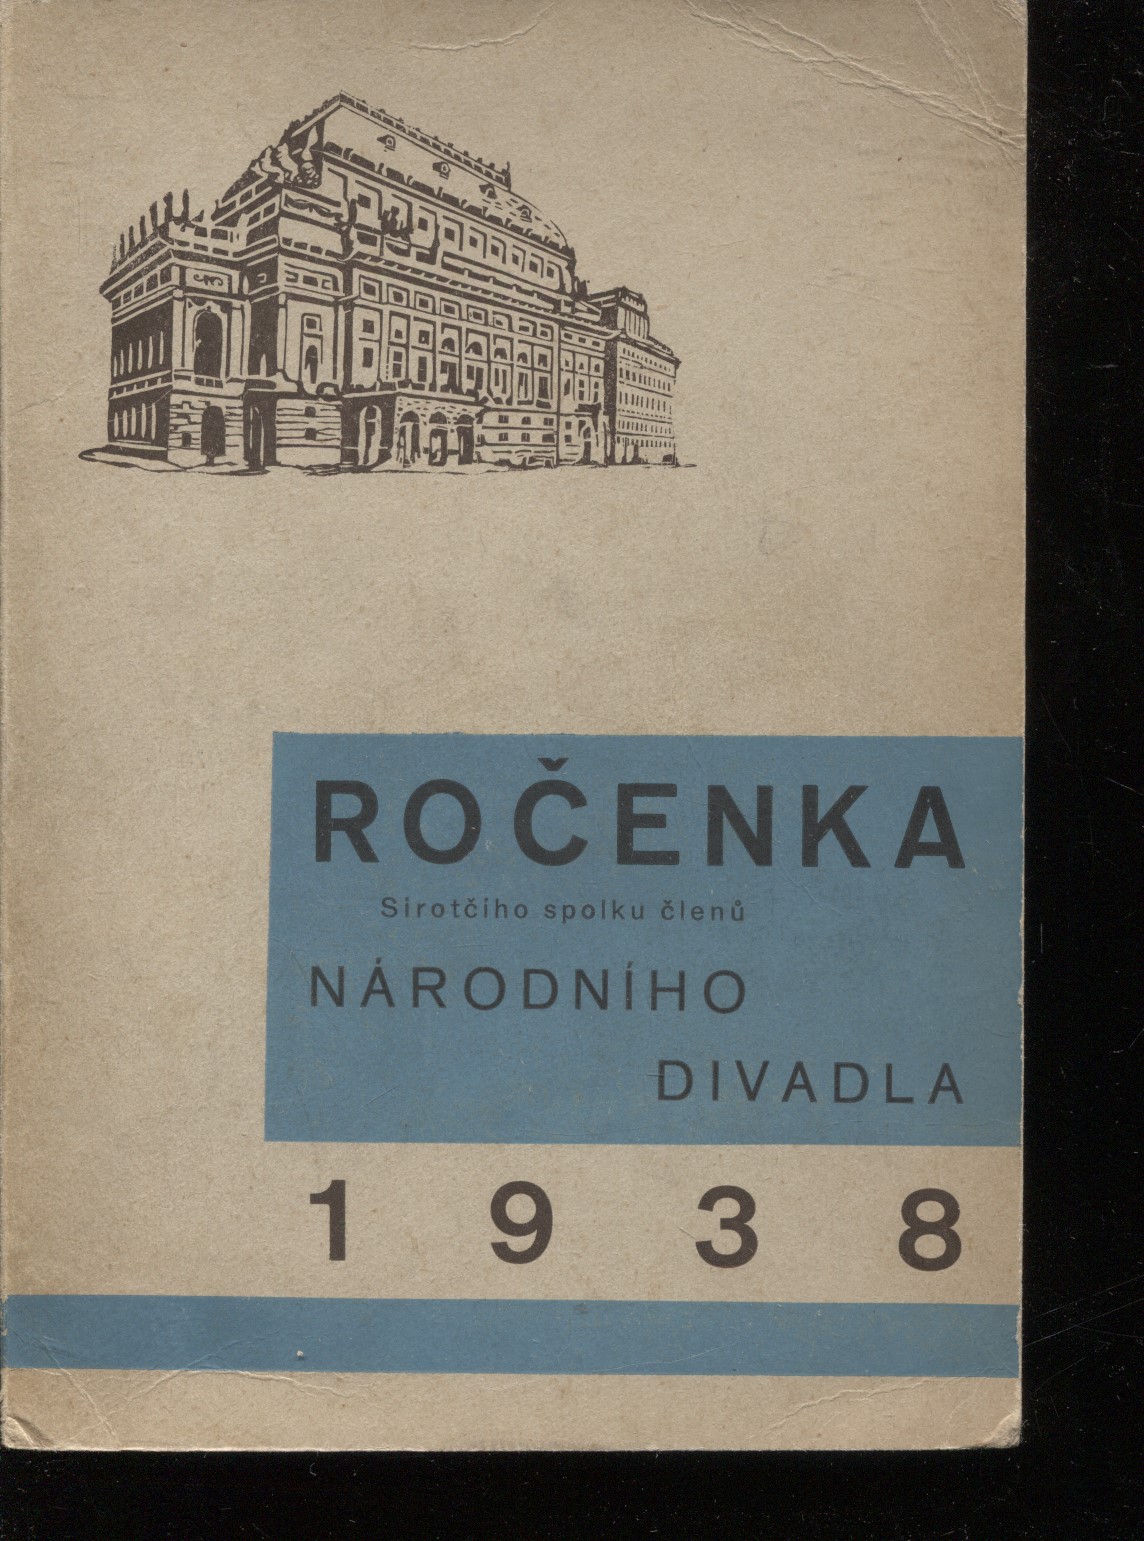 ROČENKA
Sirotčího spolku členů
NÁRODNÍHO
DIVADLA
1938